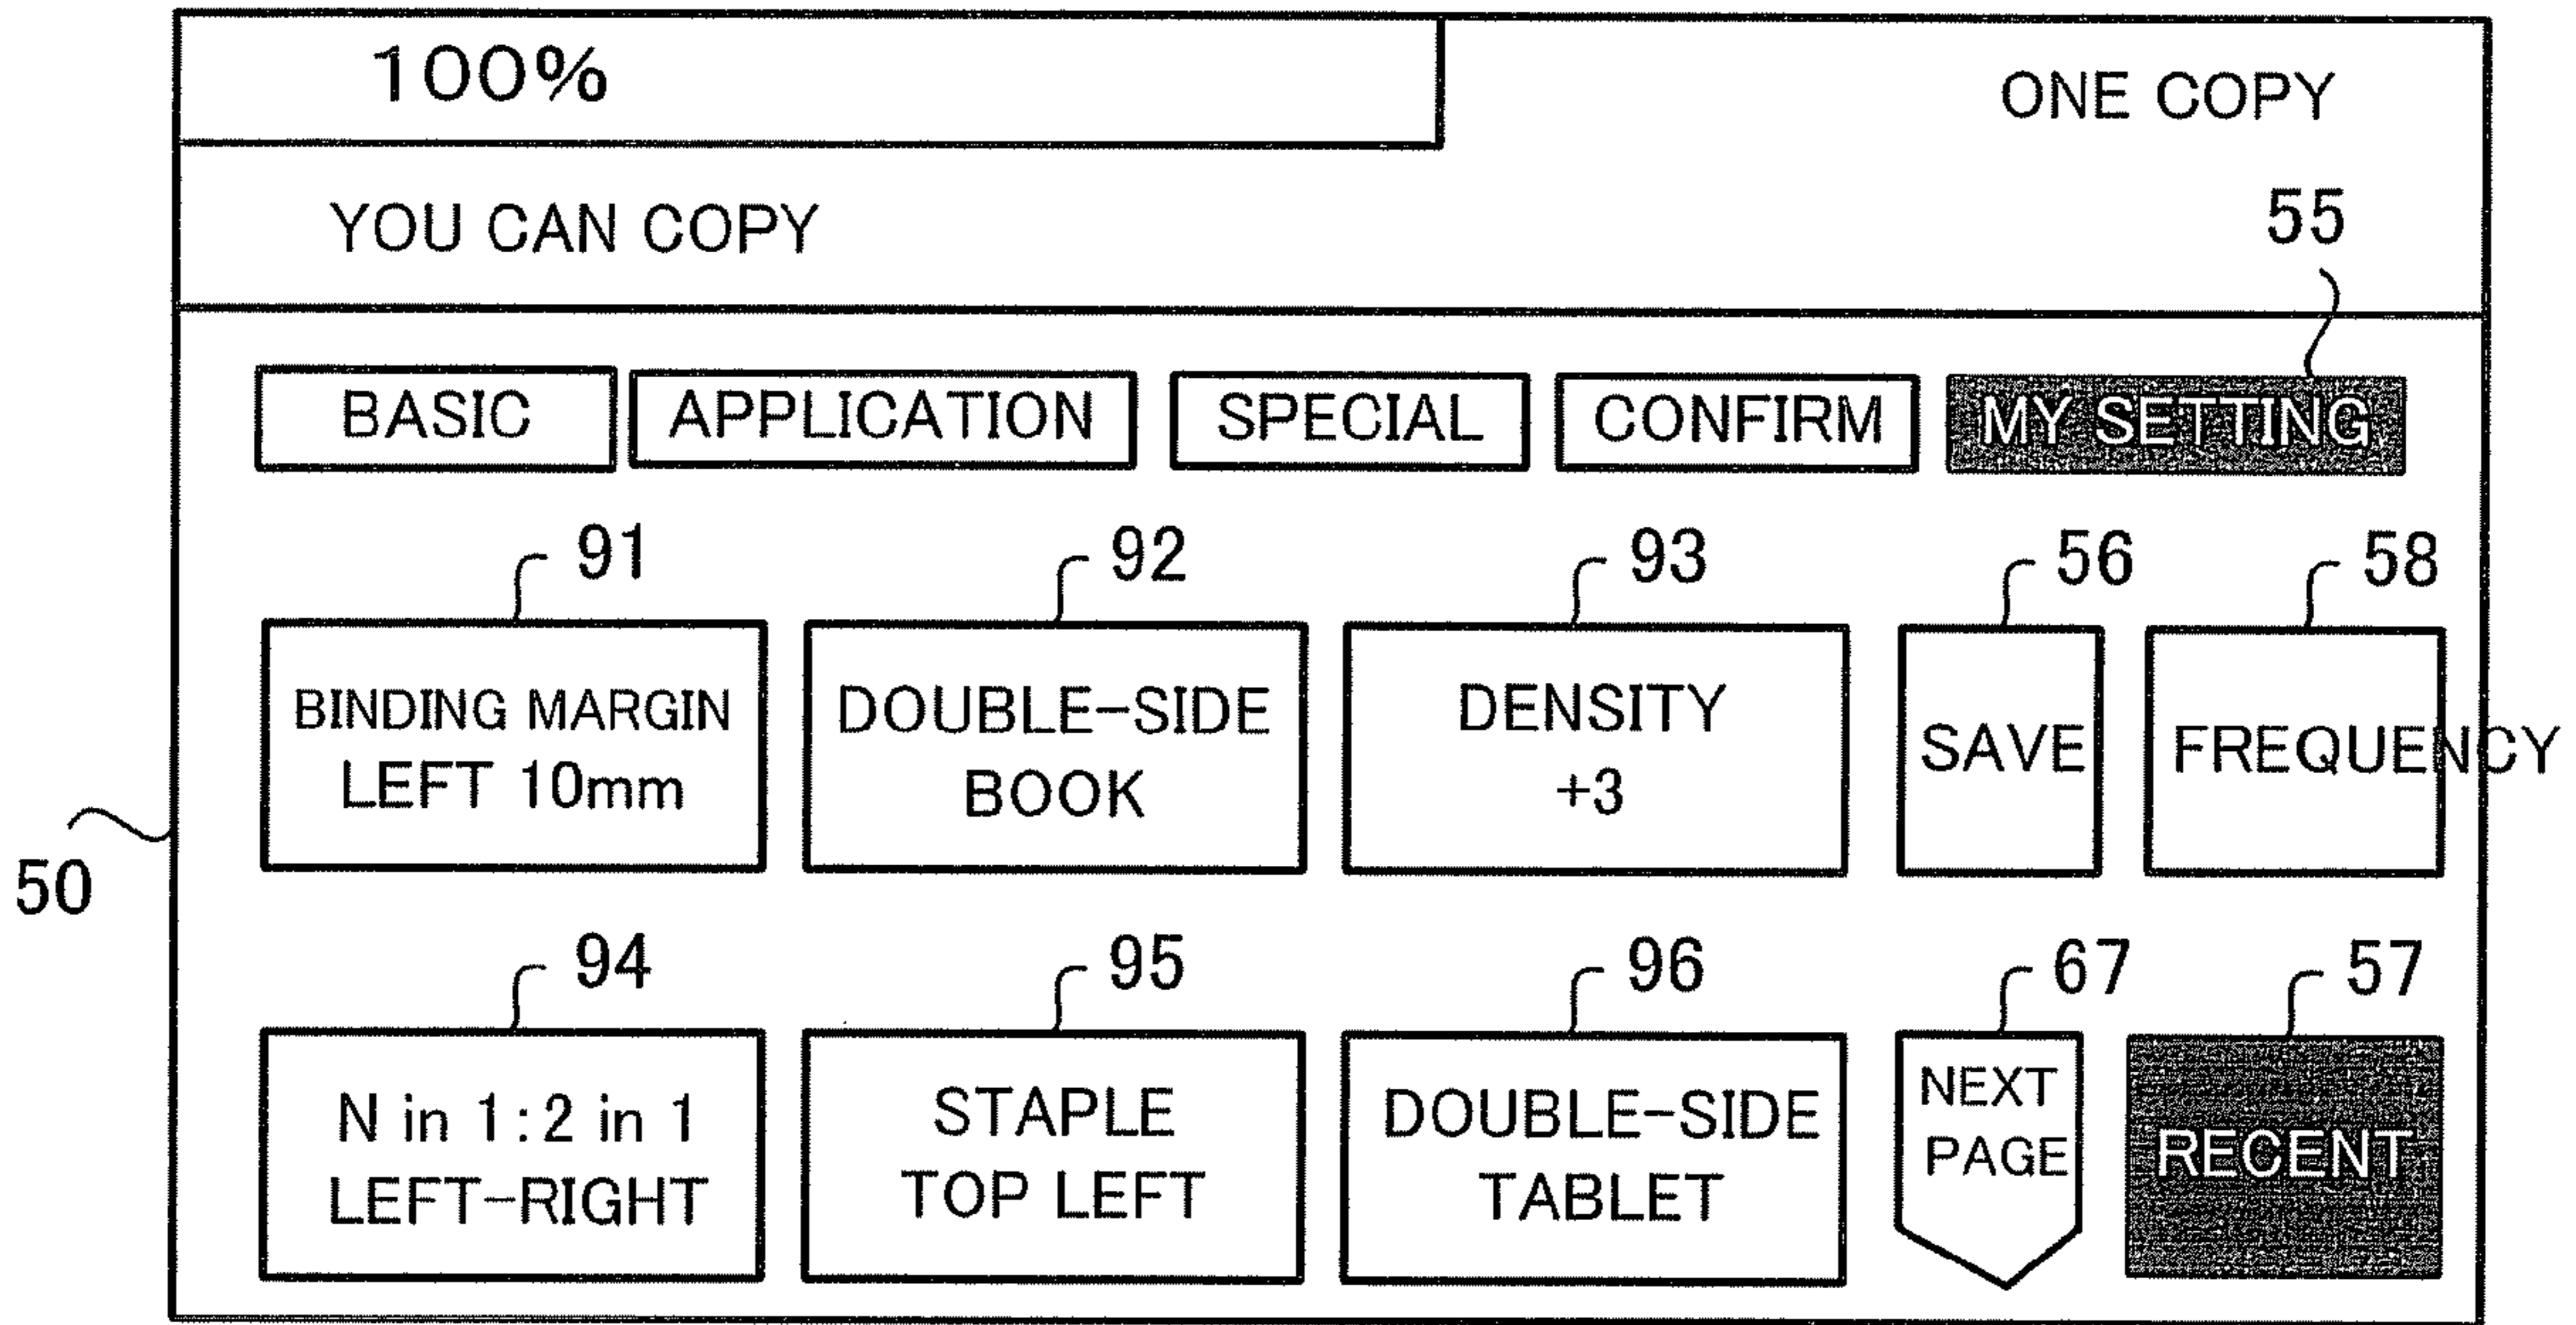 100%
ONE COPY
YOU CAN COPY
55
BASIC APPLICATION SPECIAL CONFIRM MY SETTING
91 92 93 56 58
BINDING MARGIN
LEFT 10mm
DOUBLE-SIDE
BOOK
DENSITY
+3
SAVE
FREQUENCY
50
94 95 96 67 57
N in 1:2 in 1
LEFT-RIGHT
STAPLE
TOP LEFT
DOUBLE-SIDE
TABLET
NEXT
PAGE
RECENT